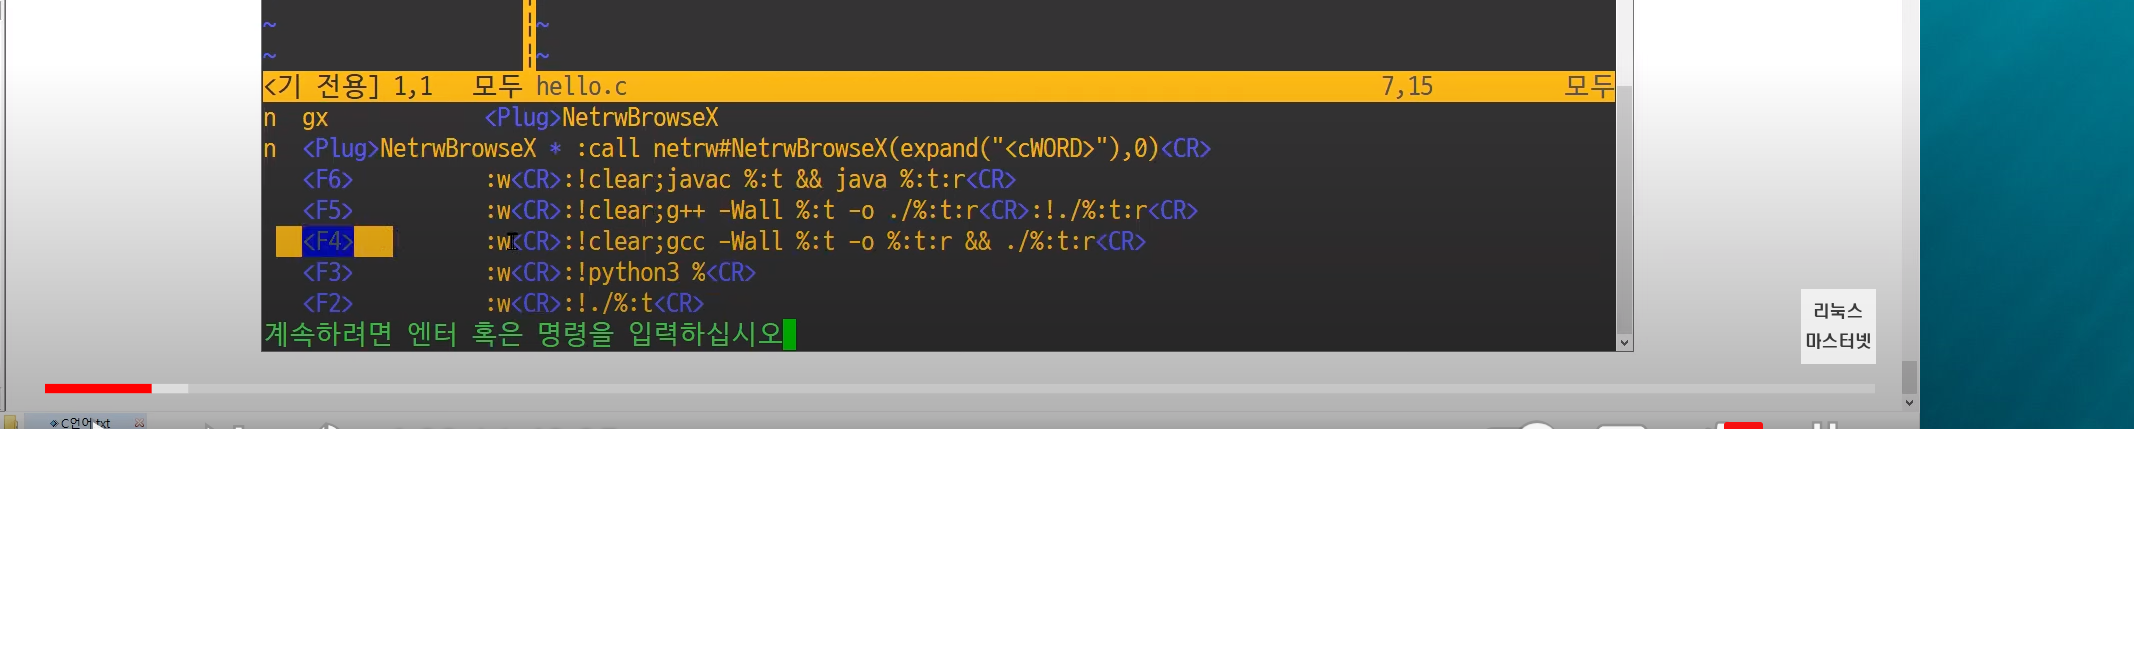 ~ ~
~ ~
<기 전용] 1,1 모두 hello.c 7,15 모두
n gx <Plug>NetrwBrowseX
n <Plug>NetrwBrowseX * :call netrw#NetrwBrowseX(expand("<cWORD>"),0)<CR>
<F6> :w<CR>:!clear;javac %:t && java %:t:r<CR>
<F5> :w<CR>:!clear;g++ -Wall %:t -o ./%:t:r<CR>:!./%:t:r<CR>
<F4> :w<CR>:!clear;gcc -Wall %:t -o %:t:r && ./%:t:r<CR>
<F3> :w<CR>:!python3 %<CR>
<F2> :w<CR>:!./%:t<CR>
계속하려면 엔터 혹은 명령을 입력하십시오
리눅스
마스터넷
C언어.txt